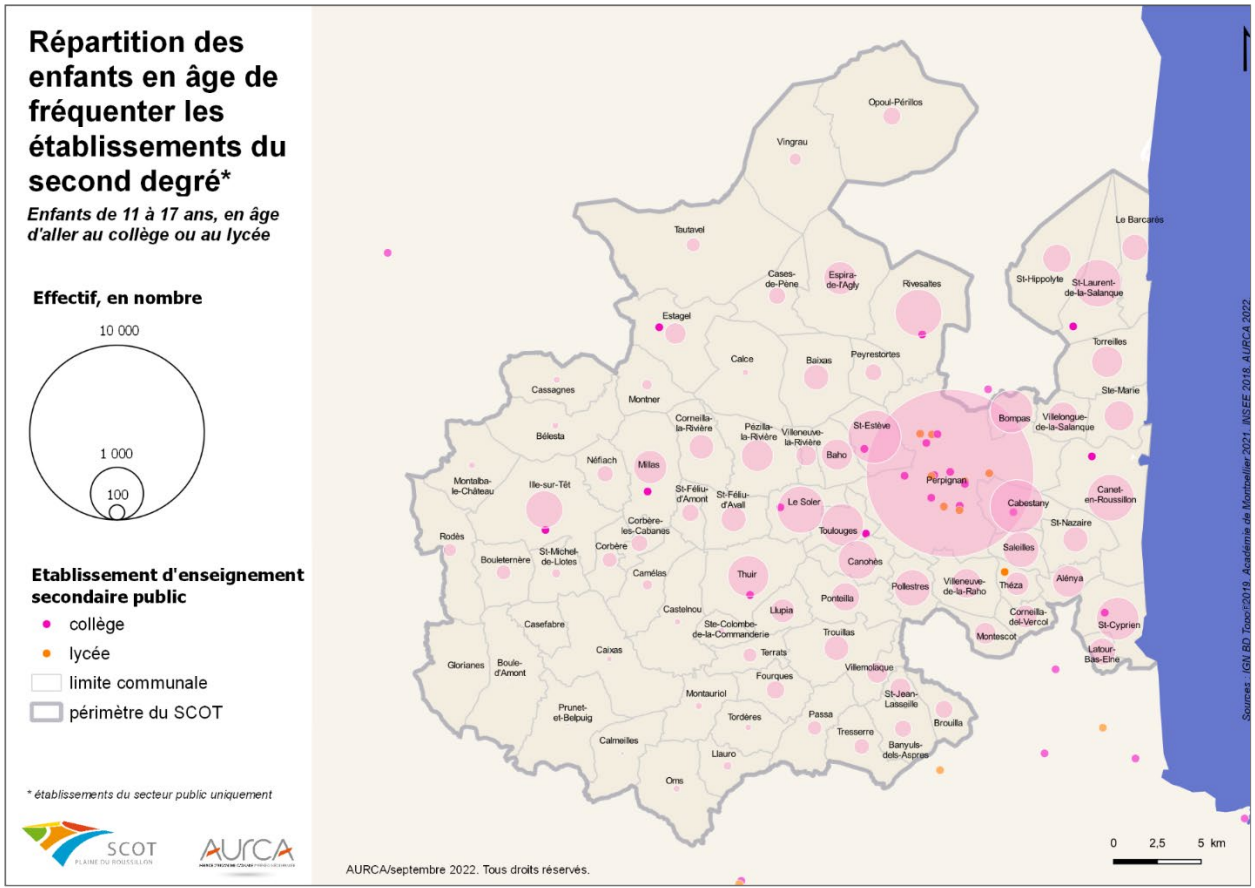 Répartition des
enfants en âge de
fréquenter les
établissements du
second degré*
Enfants de 11 à 17 ans, en âge
d'aller au collège ou au lycée
Effectif, en nombre
10 000
1 000
100
Etablissement d'enseignement
secondaire public
collège
lycée
limite communale
périmètre du SCOT
* établissements du secteur public uniquement
SCOT
PLAINE DU ROUSSILLON
AURCA
Opoul-Périllos
Vingrau
Tautavel
Le Barcarès
St-Hippolyte
St-Laurent-
de-la-Salanque
Cases-
de-Pène
Espira-
de-l'Agly
Rivesaltes
Estagel
Torreilles
Calce
Baixas
Peyrestortes
Cassagnes
Montner
Ste-Marie
Bélesta
Corneilla-
la-Rivière
Pézilla-
la-Rivière
Villeneuve-
la-Rivière
St-Estève
Bompas
Villelongue-
de-la-Salanque
Baho
Montalba-
le-Château
Ille-sur-Têt
Néfiach
Millas
Perpignan
St-Féliu-
d'Amont
St-Féliu-
d'Avall
Le Soler
Cabestany
Canet-
en-Roussillon
Toulouges
St-Nazaire
Rodès
Bouleternère
St-Michel-
de-Llotes
Corbère
Corbère-
les-Cabanes
Saleilles
Camélas
Thuir
Canohès
Pollestres
Villeneuve-
de-la-Raho
Théza
Alénya
Castelnou
Llupia
Ponteilla
Casefabre
Ste-Colombe-
de-la-Commanderie
Corneilla-
del-Vercol
St-Cyprien
Montescot
Trouillas
Latour-
Bas-Elne
Glorianes
Boule-
d'Amont
Caixas
Terrats
Villemolaque
Fourques
St-Jean-
Lasseille
Prunet-
et-Belpuig
Montauriol
Tordères
Passa
Brouilla
Calmeilles
Tresserre
Banyuls-
dels-Aspres
Llauro
Oms
0 2,5 5 km
AURCA/septembre 2022. Tous droits réservés.
Sources : IGN BD Topo®2019, Académie de Montpellier 2021, INSEE 2018, AURCA 2022